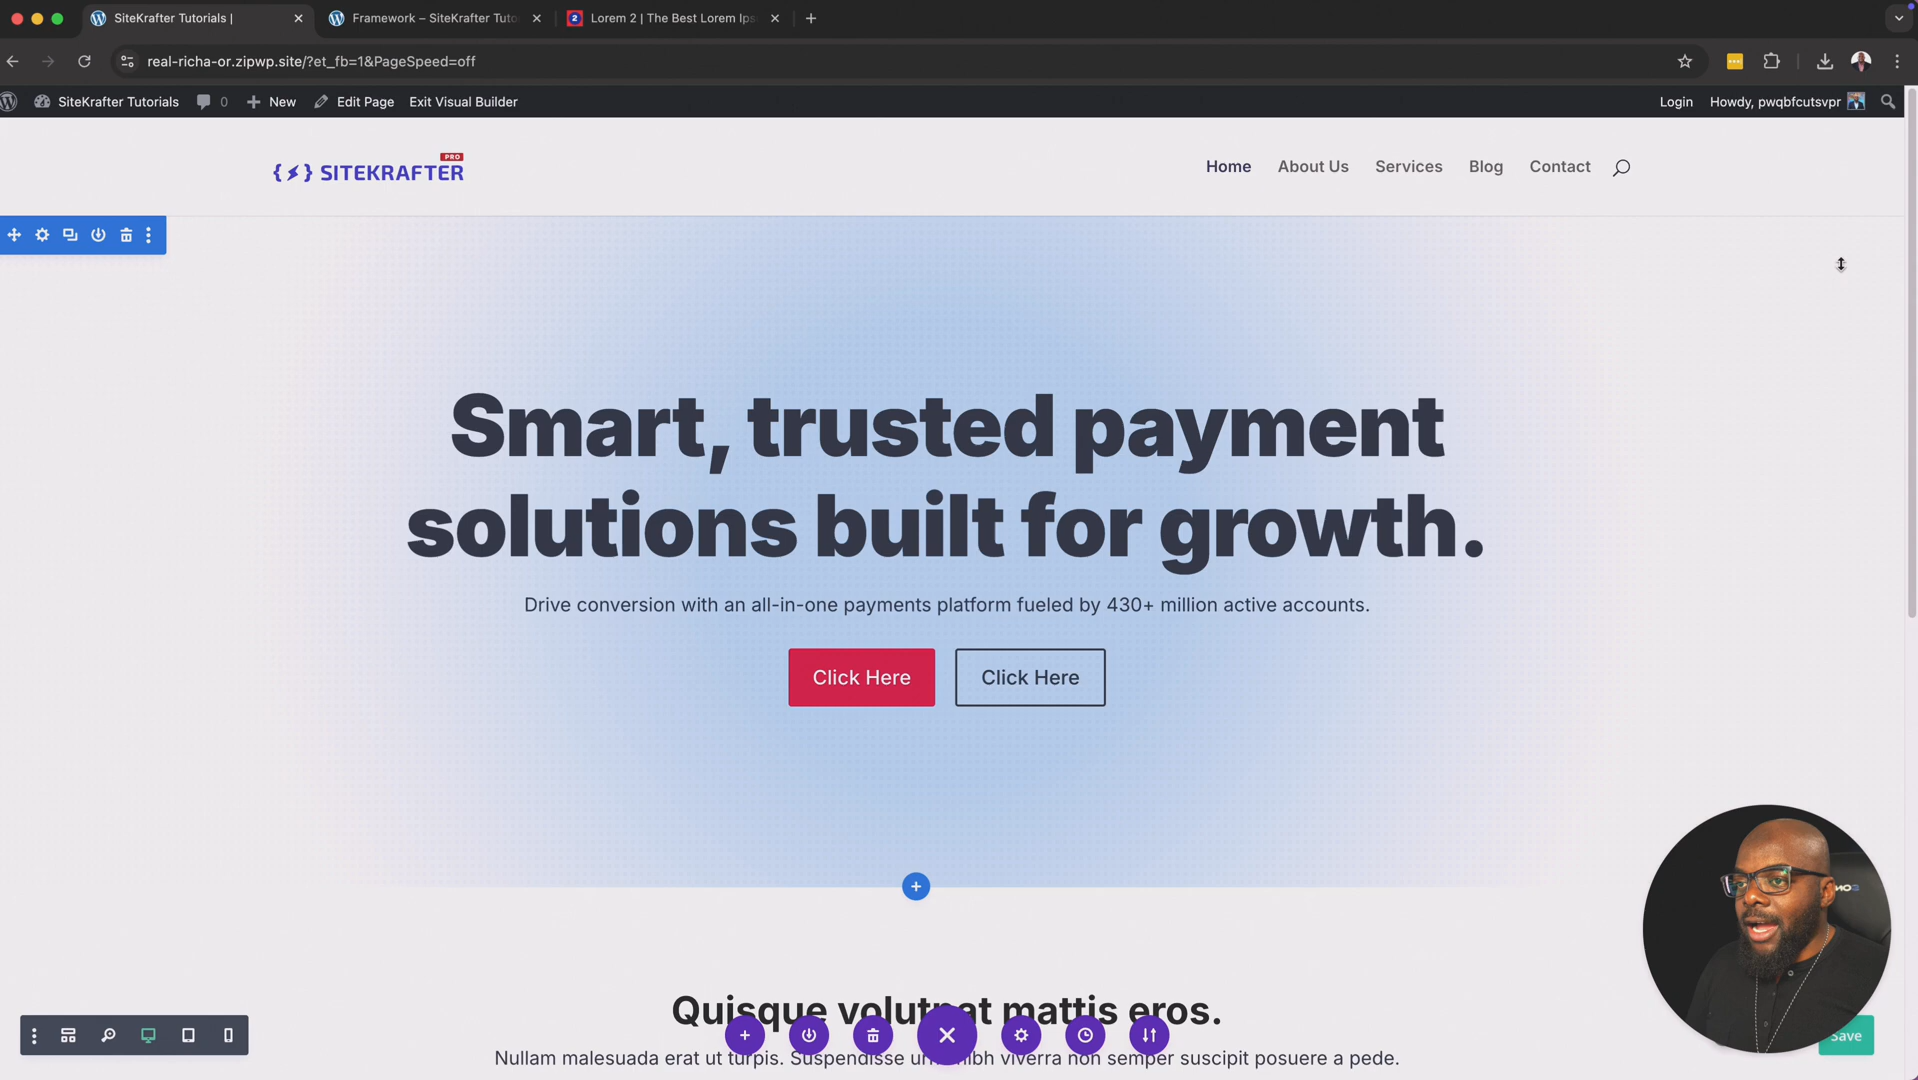 SiteKrafter Tutorials |
Framework – SiteKrafter Tuto
Lorem 2 | The Best Lorem Ips
real-richa-or.zipwp.site/?et_fb=1&PageSpeed=off
SiteKrafter Tutorials
0
New
Edit Page
Exit Visual Builder
Login
Howdy, pwqbfcutsvpr
{⚡} SITEKRAFTER
PRO
Home
About Us
Services
Blog
Contact
Smart, trusted payment
solutions built for growth.
Drive conversion with an all-in-one payments platform fueled by 430+ million active accounts.
Click Here
Click Here
Quisque volutpat mattis eros.
Nullam malesuada erat ut turpis. Suspendisse nibh viverra non semper suscipit posuere a pede.
Save